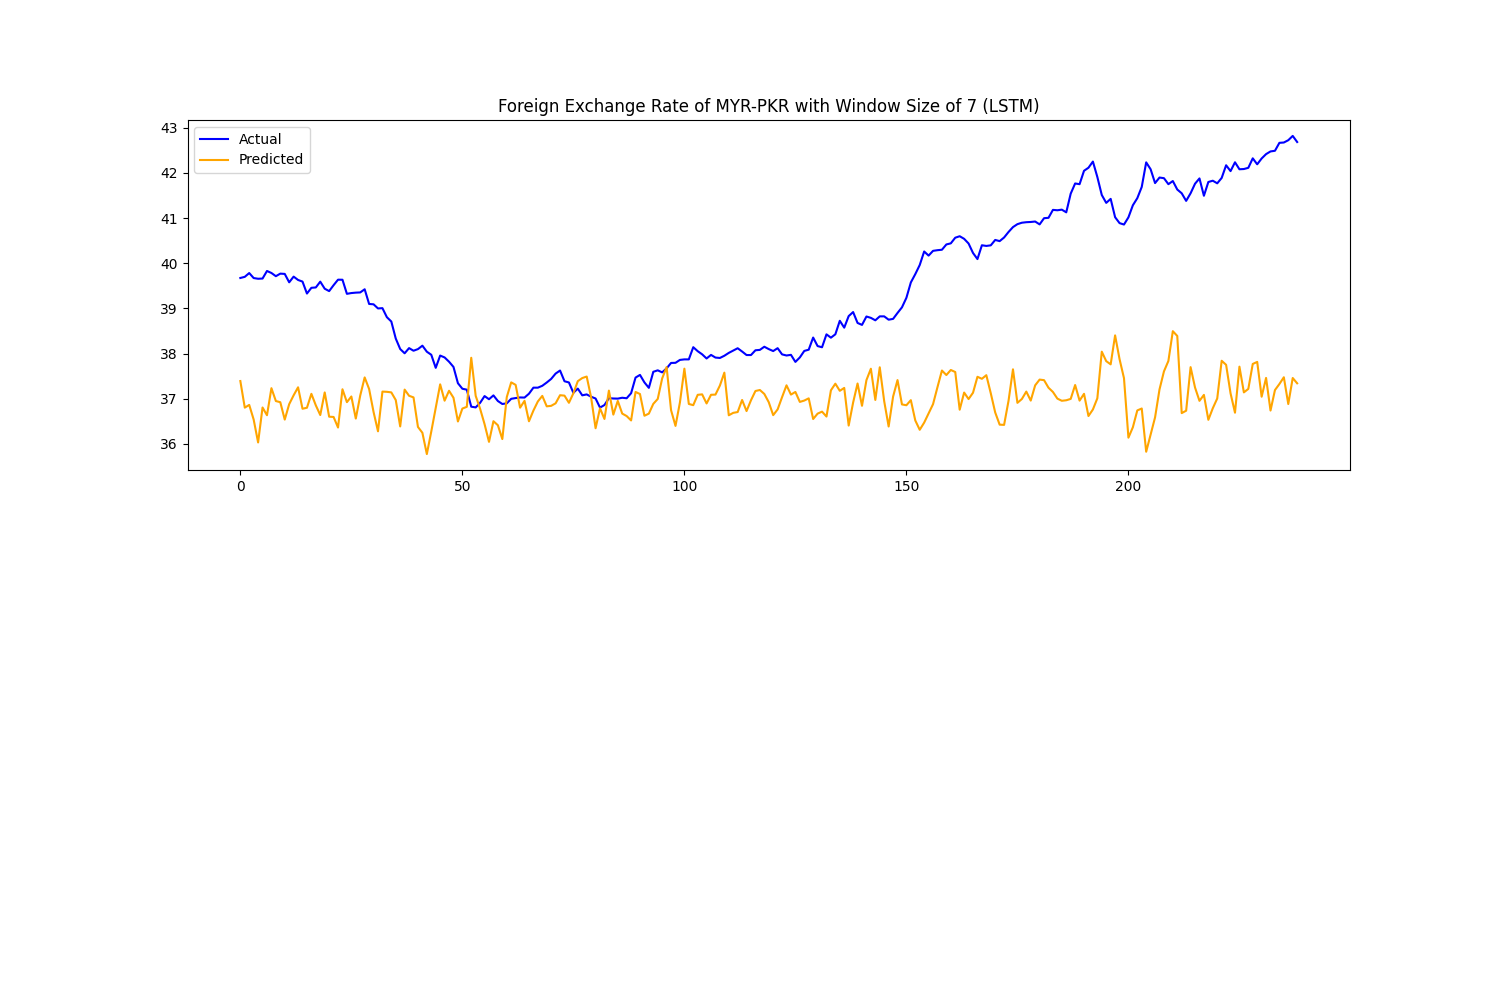 Foreign Exchange Rate of MYR-PKR with Window Size of 7 (LSTM)
Actual
Predicted
43
42
41
40
39
38
37
36
0 50 100 150 200